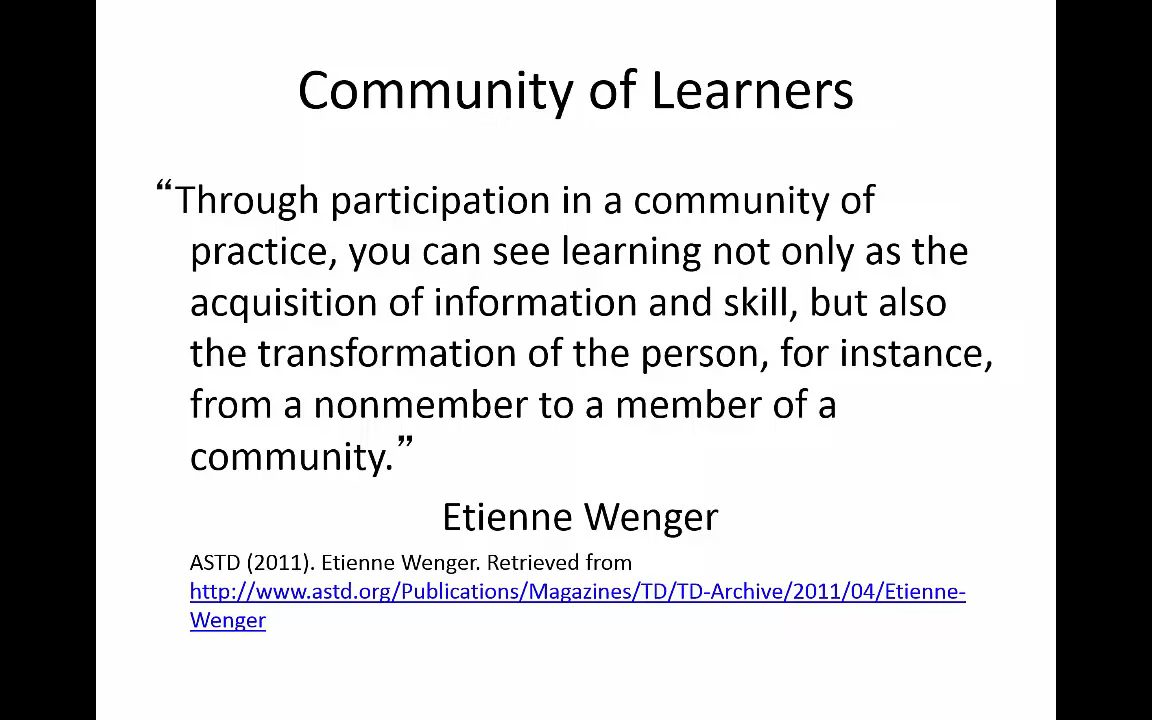 Community of Learners
“Through participation in a community of
practice, you can see learning not only as the
acquisition of information and skill, but also
the transformation of the person, for instance,
from a nonmember to a member of a
community.”
Etienne Wenger
ASTD (2011). Etienne Wenger. Retrieved from
http://www.astd.org/Publications/Magazines/TD/TD-Archive/2011/04/Etienne-
Wenger